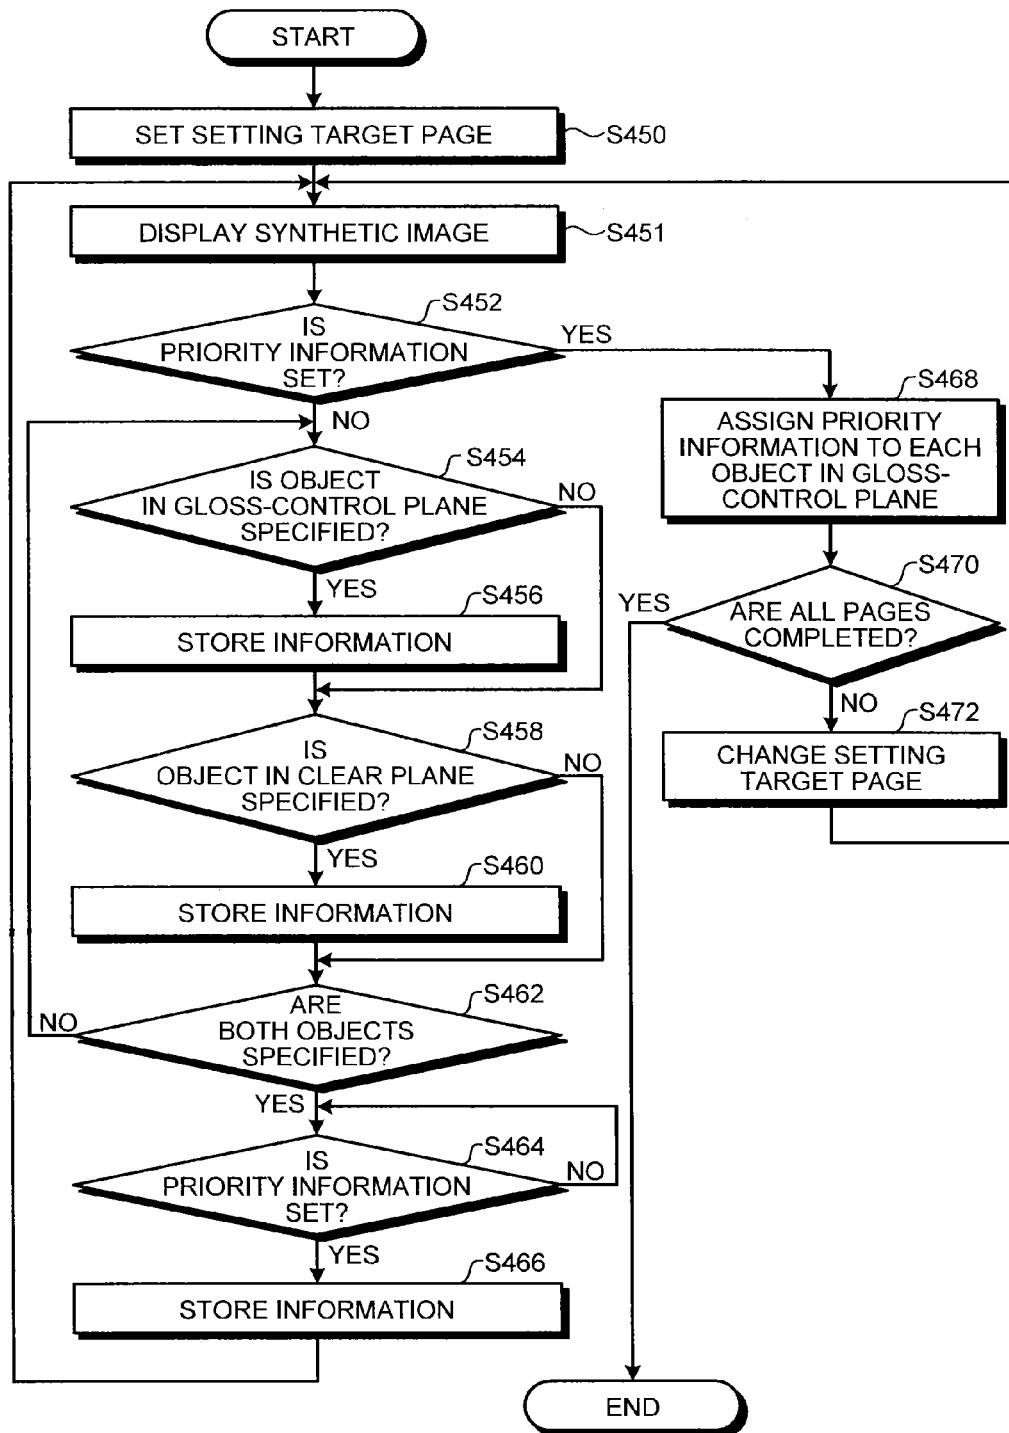 START
SET SETTING TARGET PAGE
S450
DISPLAY SYNTHETIC IMAGE
S451
S452
IS
PRIORITY INFORMATION
SET?
YES
NO
S468
ASSIGN PRIORITY
INFORMATION TO EACH
OBJECT IN GLOSS-
CONTROL PLANE
S454
IS OBJECT
IN GLOSS-CONTROL PLANE
SPECIFIED?
NO
YES
S470
ARE ALL PAGES
COMPLETED?
YES
NO
S456
STORE INFORMATION
S472
CHANGE SETTING
TARGET PAGE
S458
IS
OBJECT IN CLEAR PLANE
SPECIFIED?
NO
YES
S460
STORE INFORMATION
S462
ARE
BOTH OBJECTS
SPECIFIED?
NO
YES
S464
IS
PRIORITY INFORMATION
SET?
NO
YES
S466
STORE INFORMATION
END